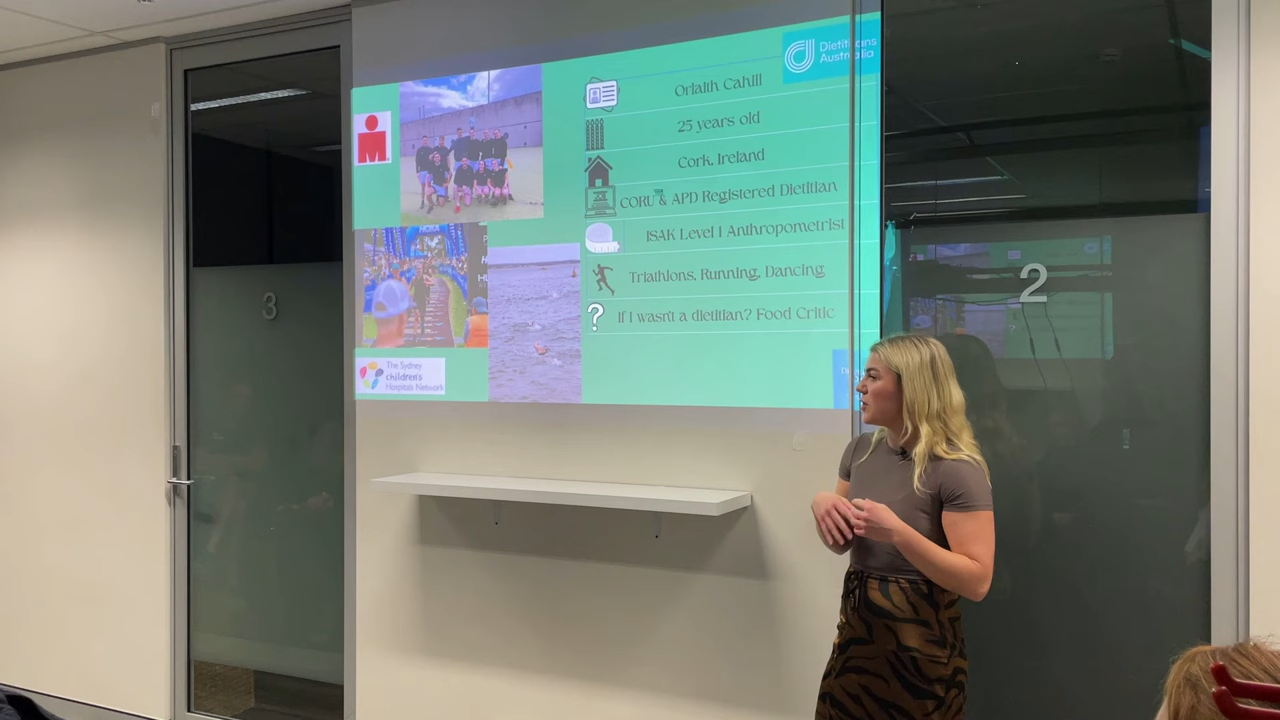 Dietitians
Australia
Orlaith Cahill
25 years old
Cork, Ireland
CORU & APD Registered Dietitian
ISAK Level 1 Anthropometrist
Triathlons, Running, Dancing
If I wasn't a dietitian? Food Critic
HOKA
The Sydney
children's
Hospitals Network
3
2